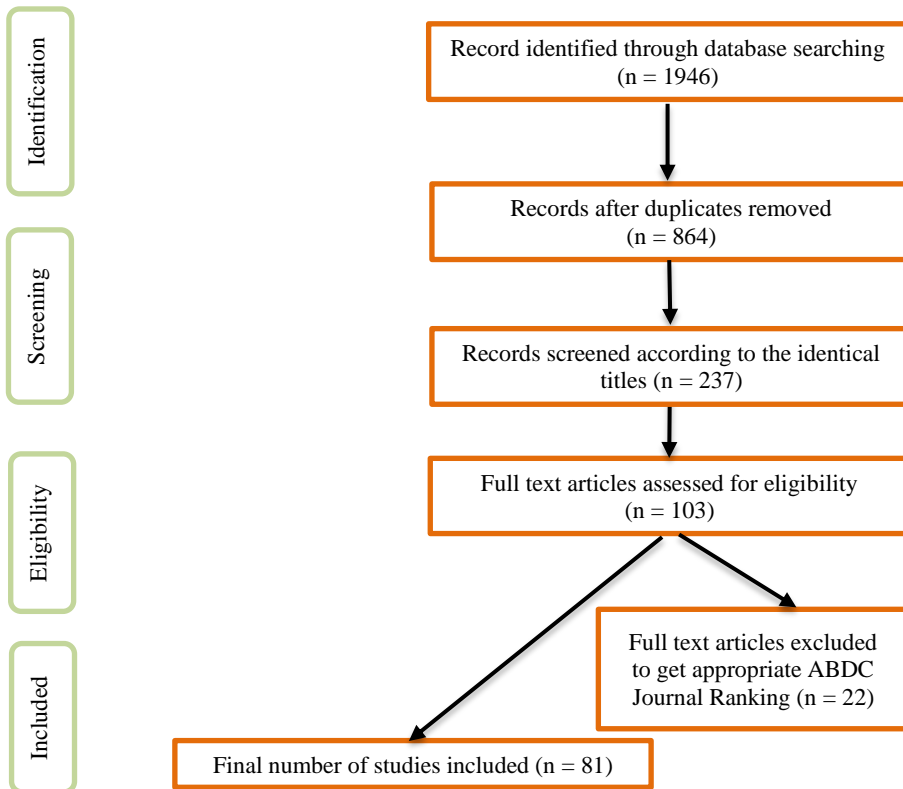 Identification
Record identified through database searching
(n = 1946)
Records after duplicates removed
(n = 864)
Screening
Records screened according to the identical
titles (n = 237)
Eligibility
Full text articles assessed for eligibility
(n = 103)
Full text articles excluded
to get appropriate ABDC
Journal Ranking (n = 22)
Included
Final number of studies included (n = 81)